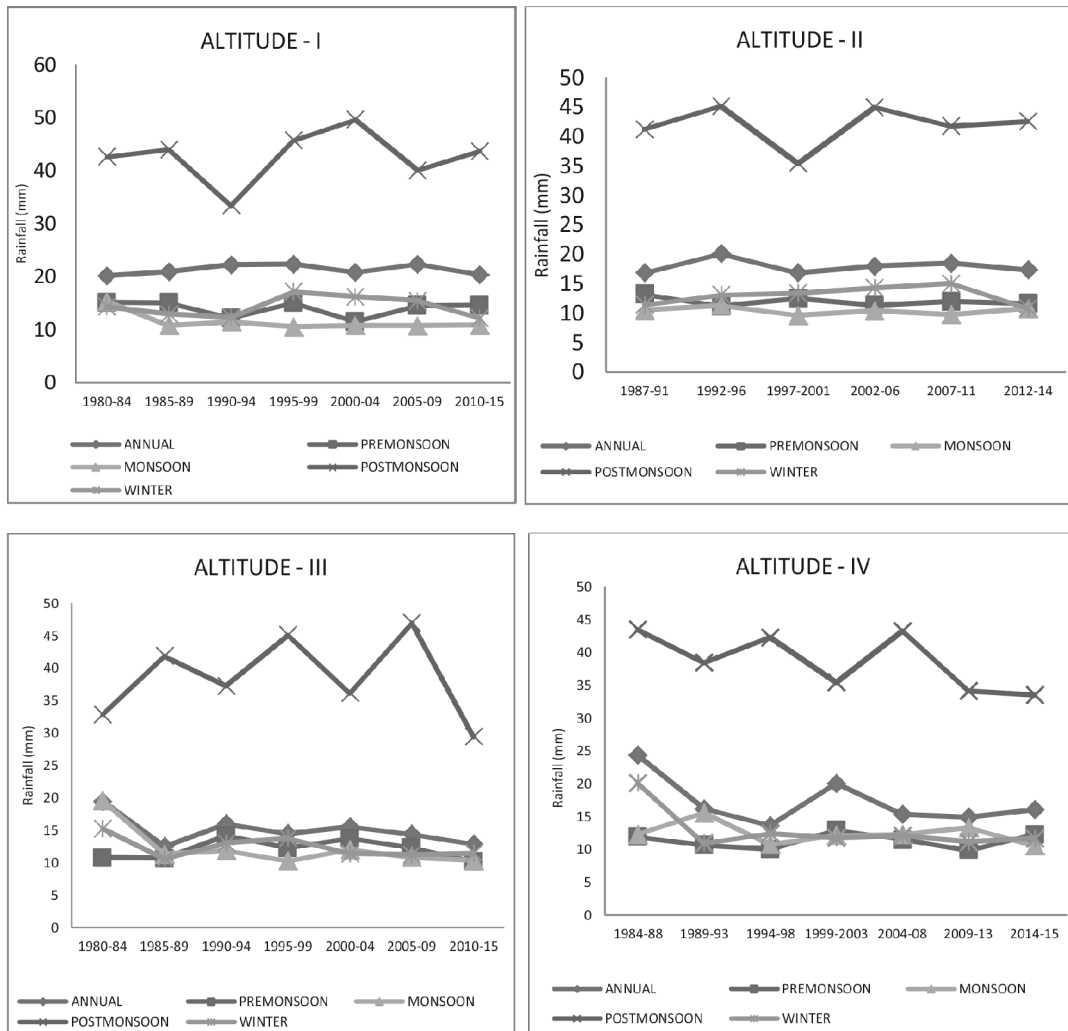 ALTITUDE - I
60
50
40
30
20
10
0
Rainfall (mm)
1980-84 1985-89 1990-94 1995-99 2000-04 2005-09 2010-15
ANNUAL PREMONSOON
MONSOON POSTMONSOON
WINTER
ALTITUDE - II
50
45
40
35
30
25
20
15
10
5
0
Rainfall (mm)
1987-91 1992-96 1997-2001 2002-06 2007-11 2012-14
ANNUAL PREMONSOON MONSOON
POSTMONSOON WINTER
ALTITUDE - III
50
45
40
35
30
25
20
15
10
5
0
Rainfall (mm)
1980-84 1985-89 1990-94 1995-99 2000-04 2005-09 2010-15
ANNUAL PREMONSOON MONSOON
POSTMONSOON WINTER
ALTITUDE - IV
50
45
40
35
30
25
20
15
10
5
0
Rainfall (mm)
1984-88 1989-93 1994-98 1999-2003 2004-08 2009-13 2014-15
ANNUAL PREMONSOON MONSOON
POSTMONSOON WINTER